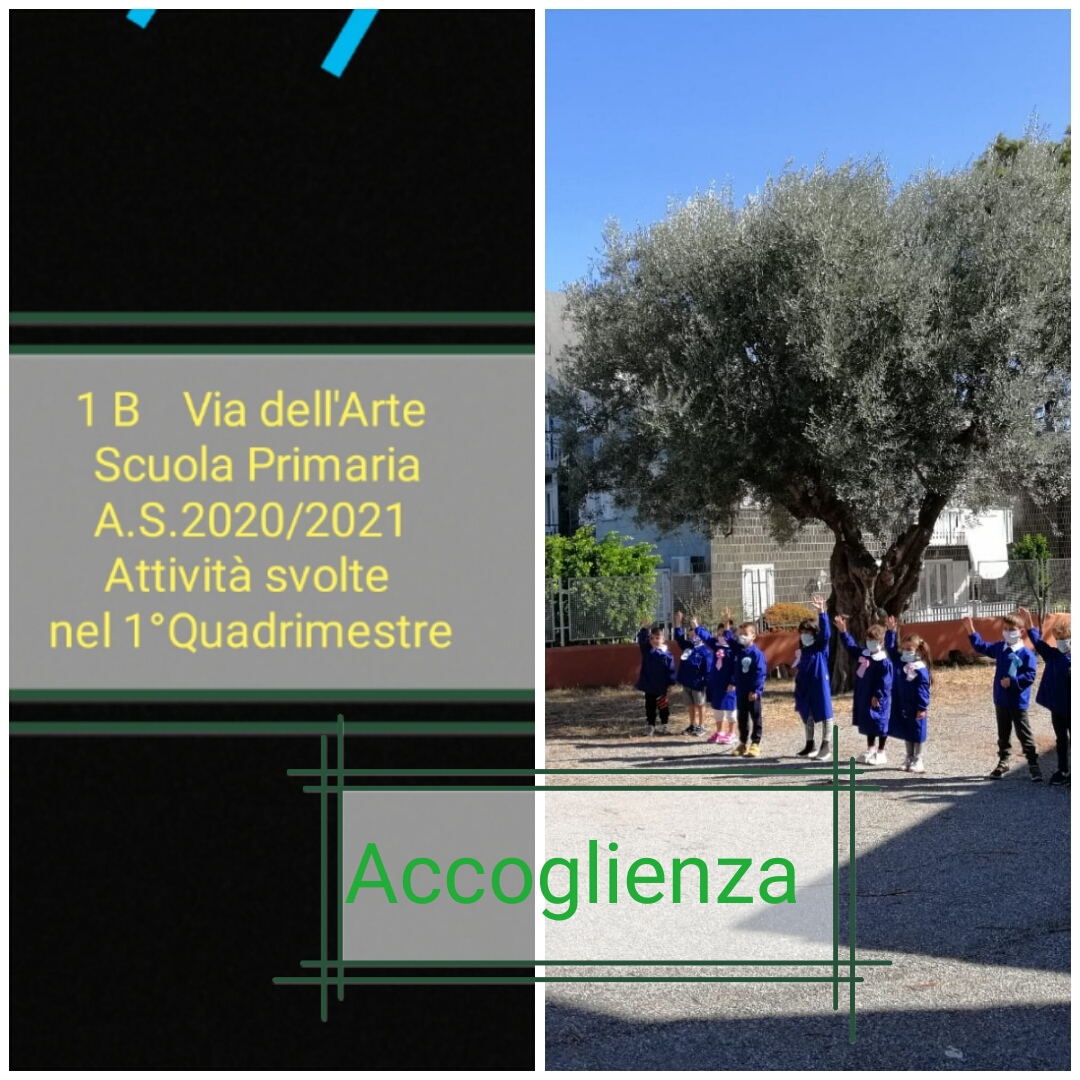 1 B Via dell'Arte
Scuola Primaria
A.S.2020/2021
Attività svolte
nel 1°Quadrimestre
Accoglienza